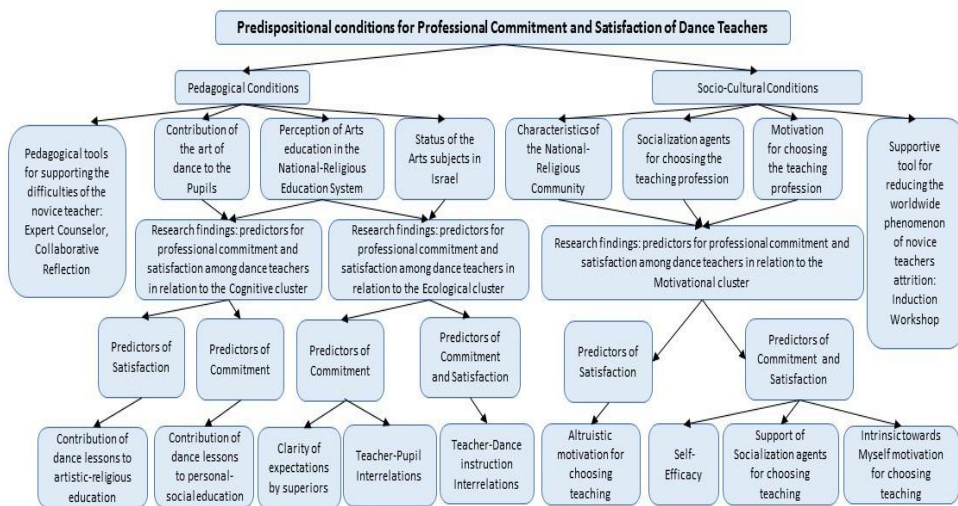 Predispositional conditions for Professional Commitment and Satisfaction of Dance Teachers
Pedagogical Conditions
Socio-Cultural Conditions
Pedagogical tools
for supporting the
difficulties of the
novice teacher:
Expert Counselor,
Collaborative
Reflection
Contribution of
the art of
dance to the
Pupils
Perception of Arts
education in the
National-Religious
Education System
Status of the
Arts subjects in
Israel
Characteristics of
the National-
Religious
Community
Socialization agents
for choosing the
teaching profession
Motivation
for choosing
the teaching
profession
Supportive
tool for
reducing the
worldwide
phenomenon
of novice
teachers
attrition:
Induction
Workshop
Research findings: predictors for
professional commitment and
satisfaction among dance teachers
in relation to the Cognitive cluster
Research findings: predictors for
professional commitment and
satisfaction among dance teachers in
relation to the Ecological cluster
Research findings: predictors for professional commitment and
satisfaction among dance teachers in relation to the
Motivational cluster
Predictors of
Satisfaction
Predictors of
Commitment
Predictors of
Commitment
Predictors of
Commitment
and Satisfaction
Predictors of
Satisfaction
Predictors of
Commitment and
Satisfaction
Contribution of
dance lessons to
artistic-religious
education
Contribution of
dance lessons
to personal-
social education
Clarity of
expectations
by superiors
Teacher-Pupil
Interrelations
Teacher-Dance
instruction
Interrelations
Altruistic
motivation for
choosing
teaching
Self-
Efficacy
Support of
Socialization agents
for choosing
teaching
Intrinsic towards
Myself motivation
for choosing
teaching